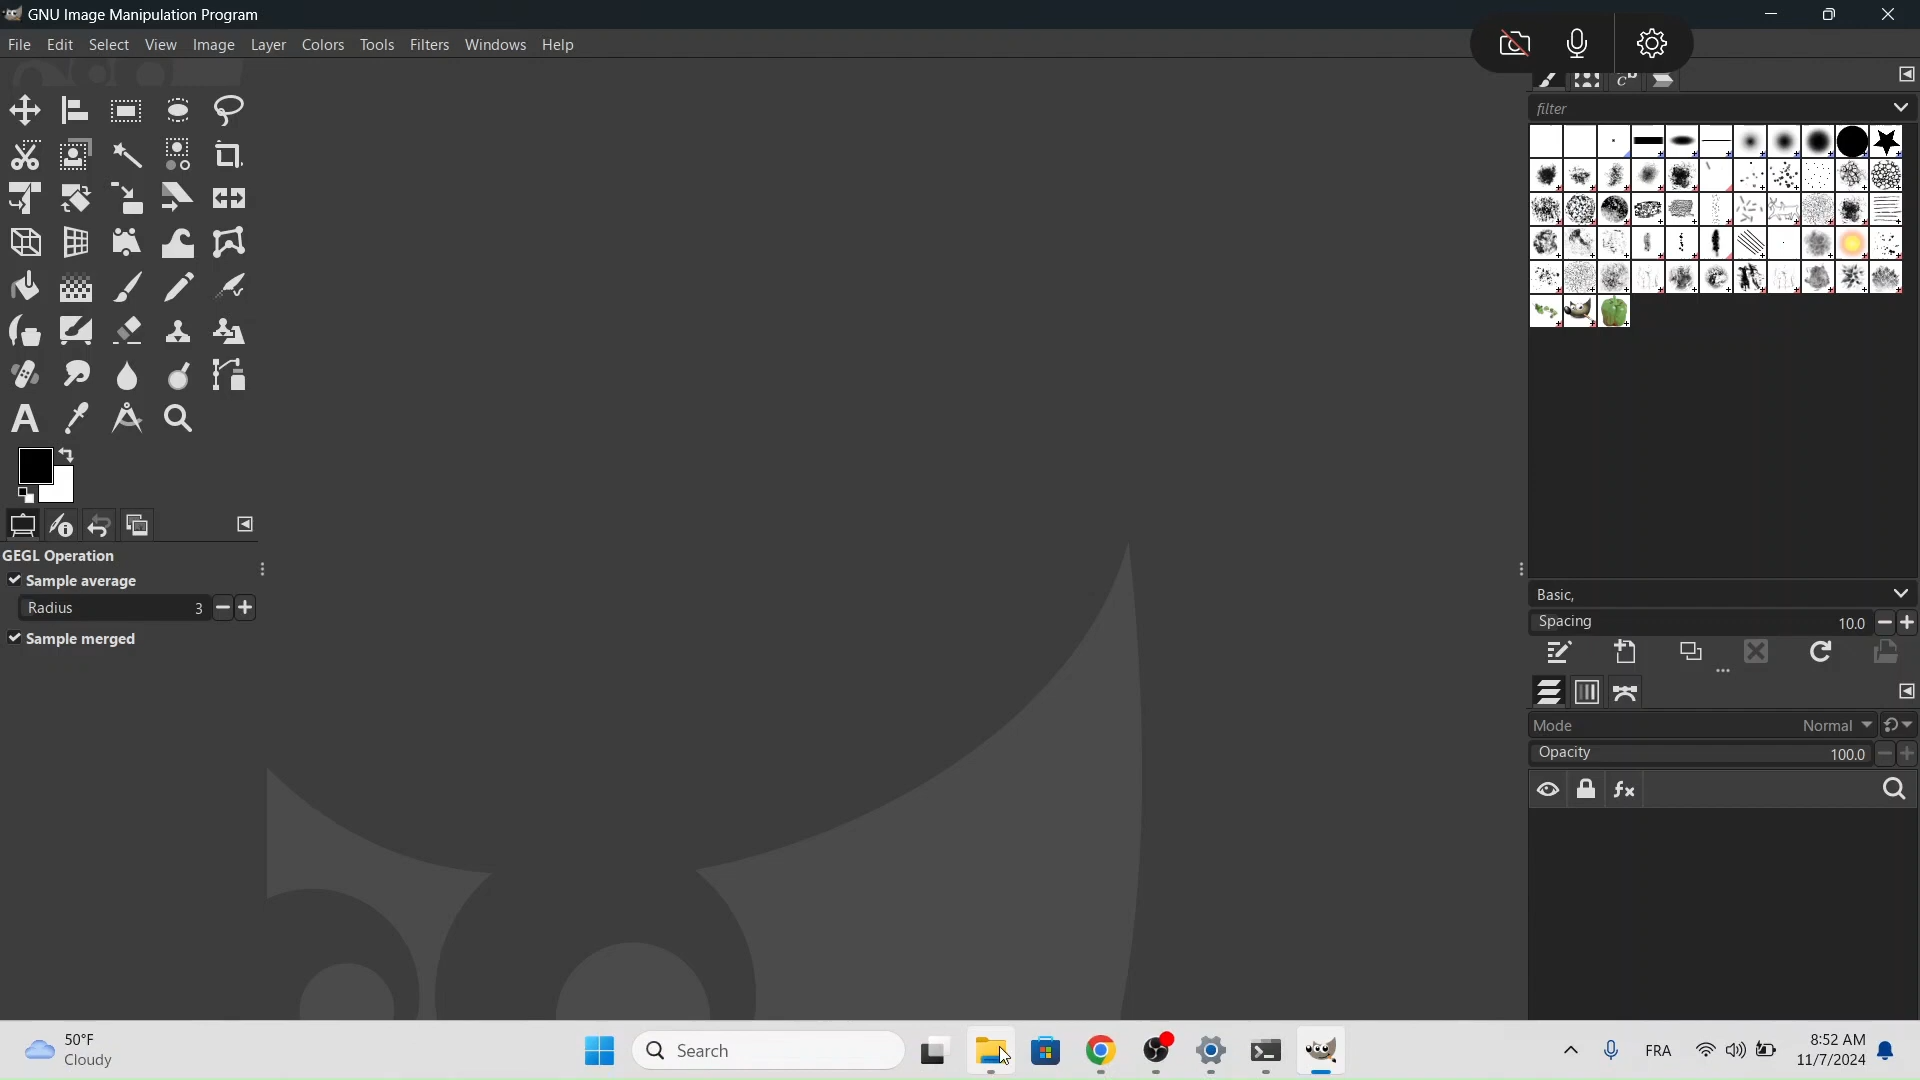 GNU Image Manipulation Program
File Edit Select View Image Layer Colors Tools Filters Windows Help
filter
GEGL Operation
Sample average
Radius 3
Sample merged
Basic,
Spacing 10.0
Mode Normal
Opacity 100.0
50°F
Cloudy
Search
FRA
8:52 AM
11/7/2024